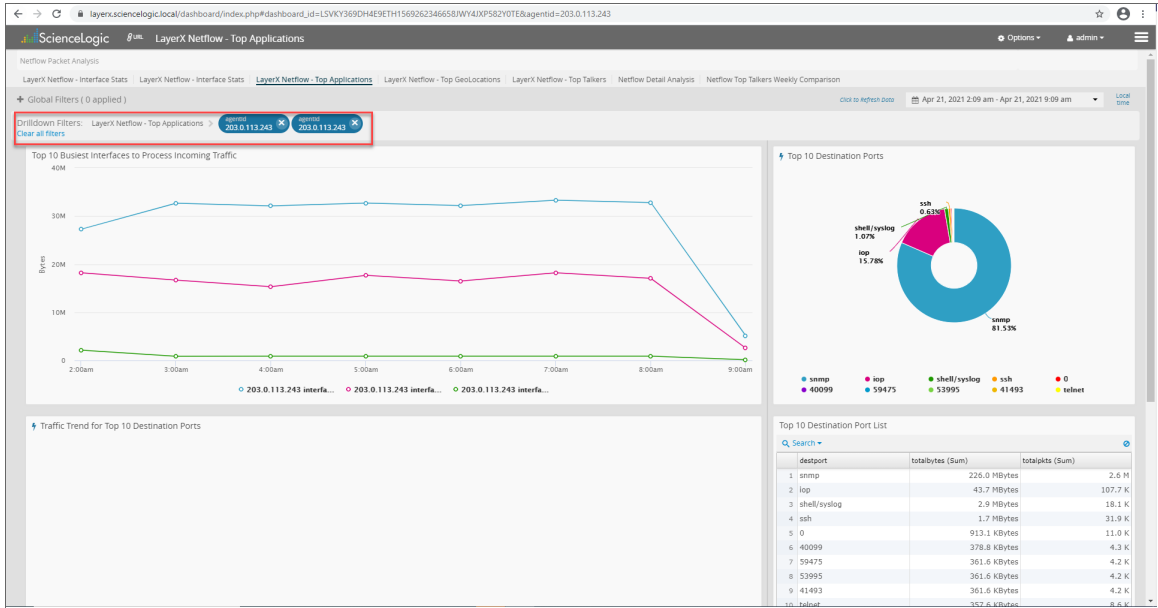 layerx.sciencelogic.local/dashboard/index.php#dashboard_id=LSVKY369DH4E9ETH1569262346658JWY4JXP582Y0TE&agentid=203.0.113.243
ScienceLogic URL LayerX Netflow - Top Applications Options admin
Netflow Packet Analysis
LayerX Netflow - Interface Stats LayerX Netflow - Interface Stats LayerX Netflow - Top Applications LayerX Netflow - Top GeoLocations LayerX Netflow - Top Talkers Netflow Detail Analysis Netflow Top Talkers Weekly Comparison
Global Filters ( 0 applied ) Click to Refresh Data Apr 21, 2021 2:09 am - Apr 21, 2021 9:09 am Local time
Drilldown Filters: LayerX Netflow - Top Applications > agentid 203.0.113.243 agentid 203.0.113.243
Clear all filters
Top 10 Busiest Interfaces to Process Incoming Traffic
40M
30M
20M
10M
0
Bytes
2:00am 3:00am 4:00am 5:00am 6:00am 7:00am 8:00am 9:00am
203.0.113.243 interfa... 203.0.113.243 interfa... 203.0.113.243 interfa...
Top 10 Destination Ports
ssh
0.63%
shell/syslog
1.07%
iop
15.78%
snmp
81.53%
snmp iop shell/syslog ssh 0
40099 59475 53995 41493 telnet
Traffic Trend for Top 10 Destination Ports
Top 10 Destination Port List
Search
destport totalbytes (Sum) totalpkts (Sum)
1 snmp 226.0 MBytes 2.6 M
2 iop 43.7 MBytes 107.7 K
3 shell/syslog 2.9 MBytes 18.1 K
4 ssh 1.7 MBytes 31.9 K
5 0 913.1 KBytes 11.0 K
6 40099 378.8 KBytes 4.3 K
7 59475 361.6 KBytes 4.2 K
8 53995 361.6 KBytes 4.2 K
9 41493 361.6 KBytes 4.2 K
10 telnet 357.6 KBytes 8.6 K